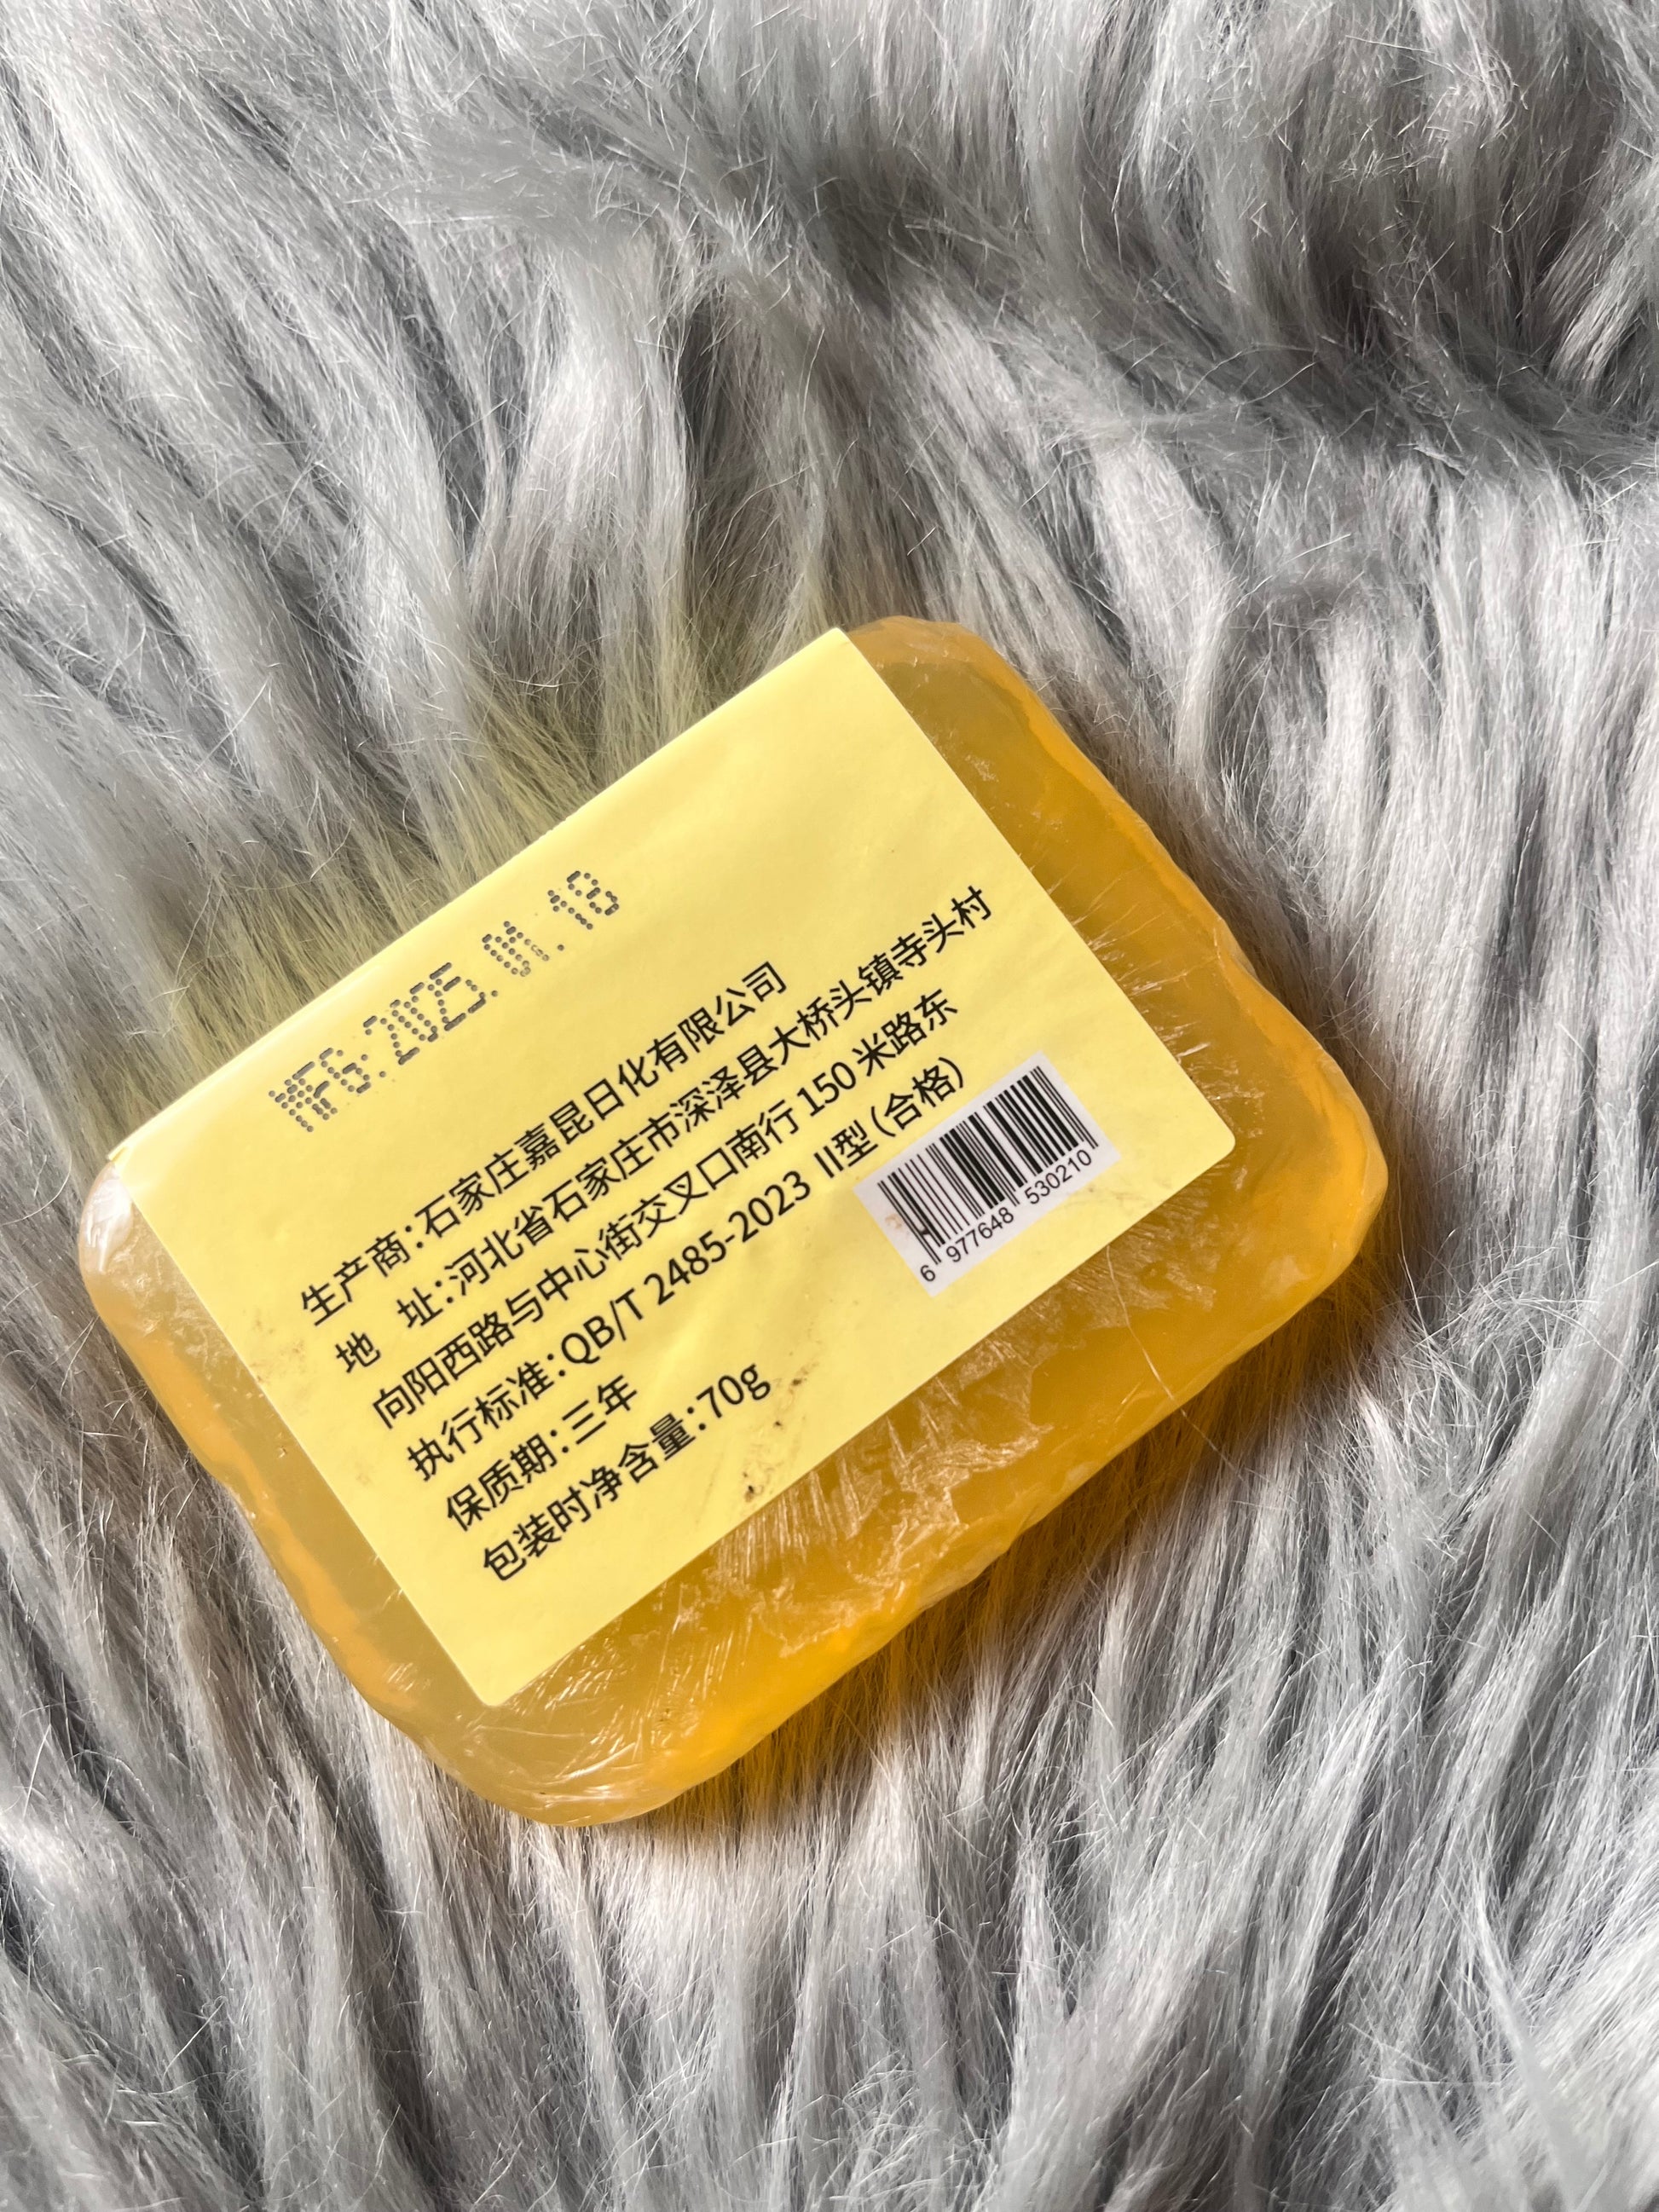 MFG:2025.01.18
生产商：石家庄嘉昆日化有限公司
地 址：河北省石家庄市深泽县大桥头镇寺头村
向阳西路与中心街交叉口南行 150 米路东
执行标准：QB/T 2485-2023 II型（合格）
保质期：三年
包装时净含量：70g
6 977648 530210